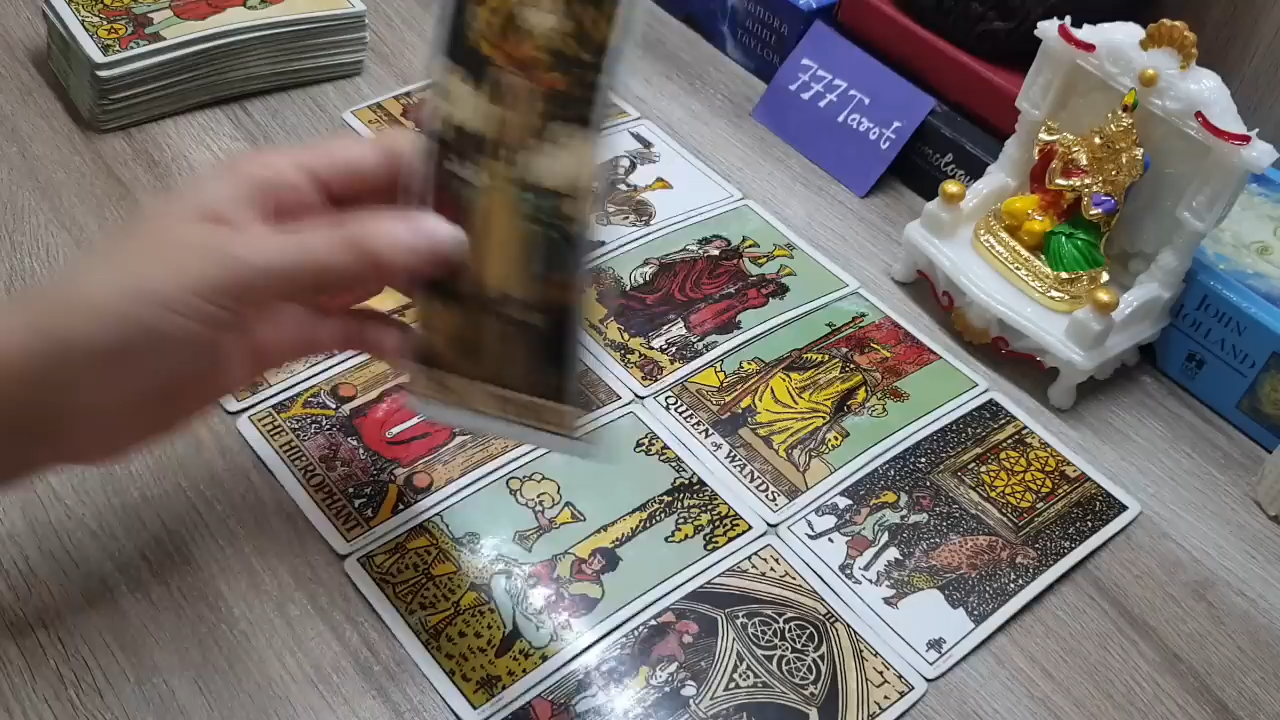 SANDRA
ANNE
TAYLOR
777 Tarot
JOHN
HOLLAND
QUEEN of WANDS.
THE HIEROPHANT